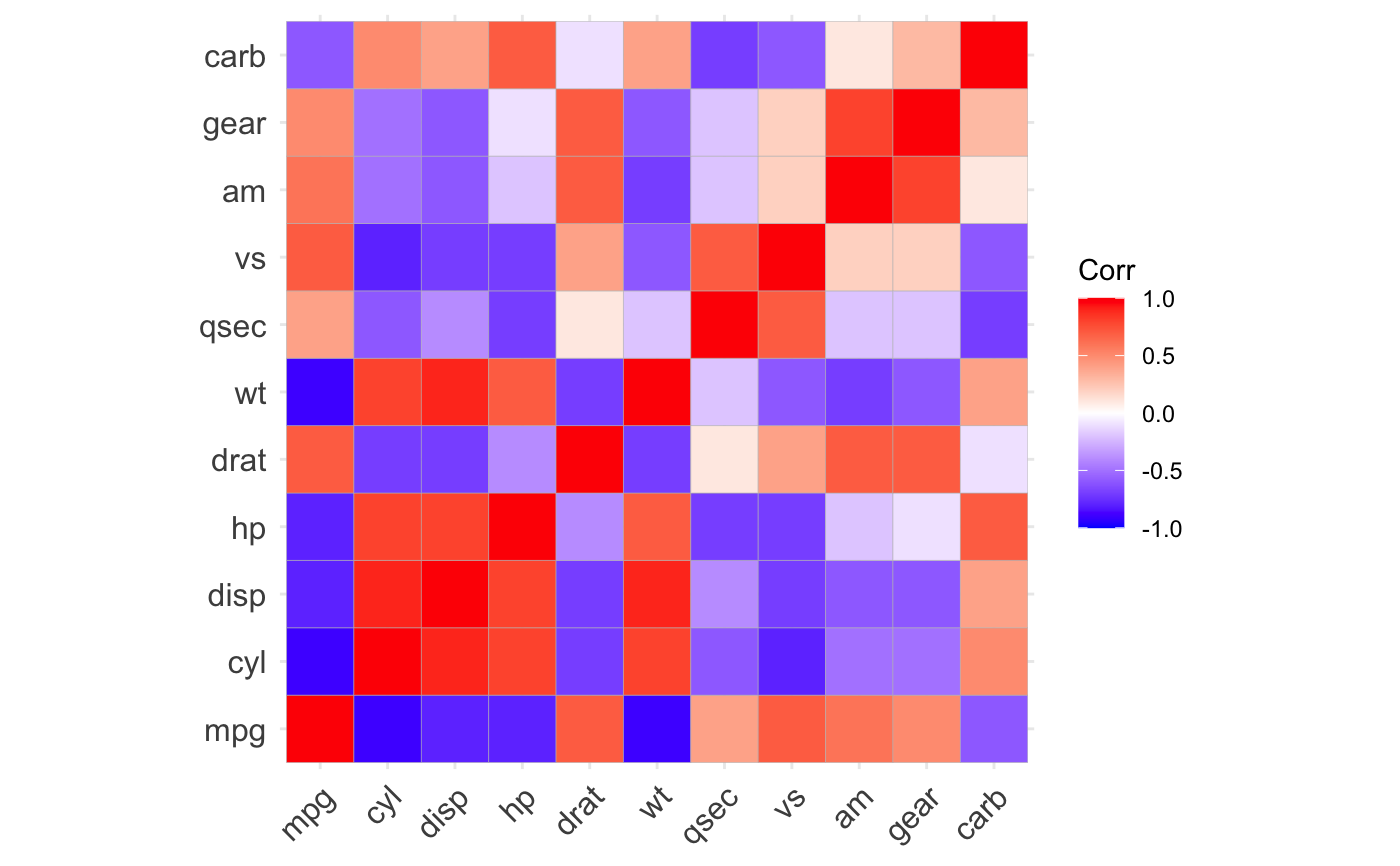 carb
gear
am
vs
qsec
wt
drat
hp
disp
cyl
mpg
mpg
cyl
disp
hp
drat
wt
qsec
vs
am
gear
carb
Corr
1.0
0.5
0.0
-0.5
-1.0